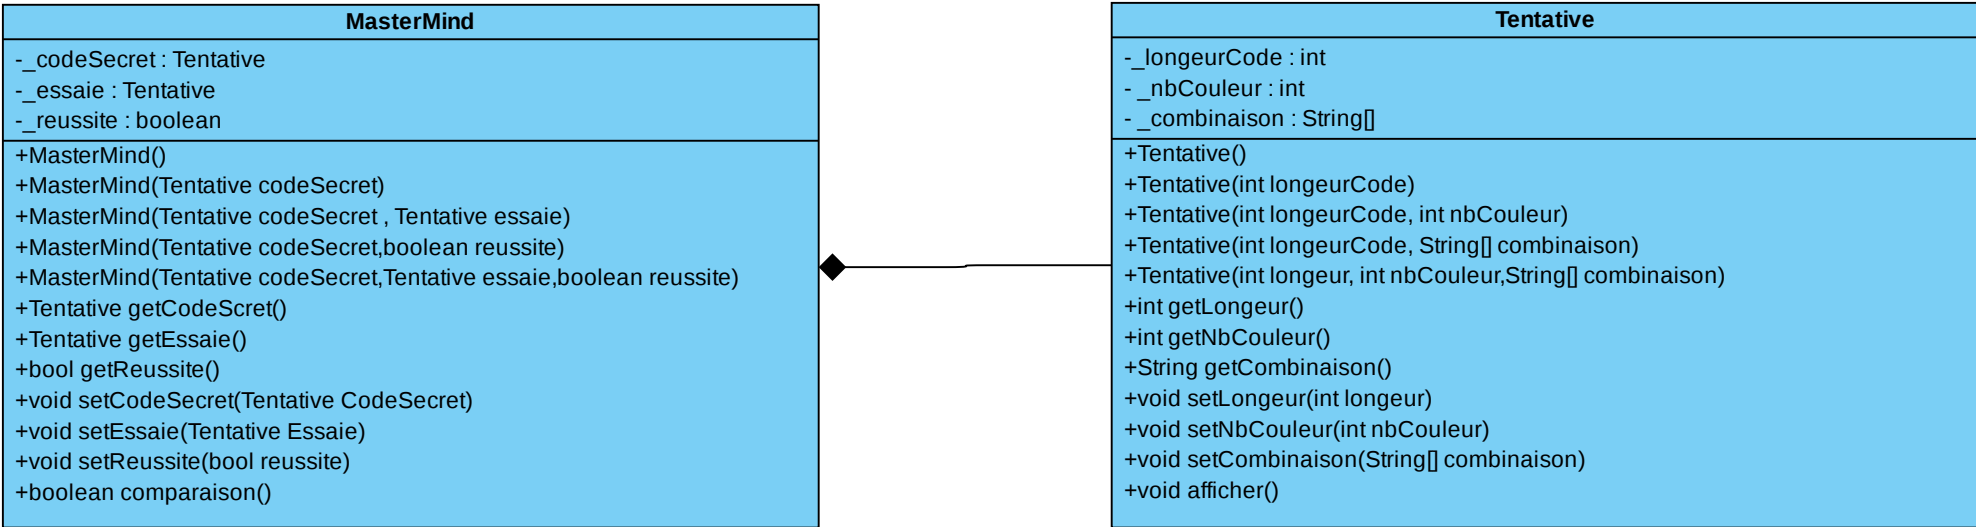 MasterMind
-_codeSecret : Tentative
-_essaie : Tentative
-_reussite : boolean
+MasterMind()
+MasterMind(Tentative codeSecret)
+MasterMind(Tentative codeSecret , Tentative essaie)
+MasterMind(Tentative codeSecret,boolean reussite)
+MasterMind(Tentative codeSecret,Tentative essaie,boolean reussite)
+Tentative getCodeScret()
+Tentative getEssaie()
+bool getReussite()
+void setCodeSecret(Tentative CodeSecret)
+void setEssaie(Tentative Essaie)
+void setReussite(bool reussite)
+boolean comparaison()
Tentative
-_longeurCode : int
- _nbCouleur : int
- _combinaison : String[]
+Tentative()
+Tentative(int longeurCode)
+Tentative(int longeurCode, int nbCouleur)
+Tentative(int longeurCode, String[] combinaison)
+Tentative(int longeur, int nbCouleur,String[] combinaison)
+int getLongeur()
+int getNbCouleur()
+String getCombinaison()
+void setLongeur(int longeur)
+void setNbCouleur(int nbCouleur)
+void setCombinaison(String[] combinaison)
+void afficher()